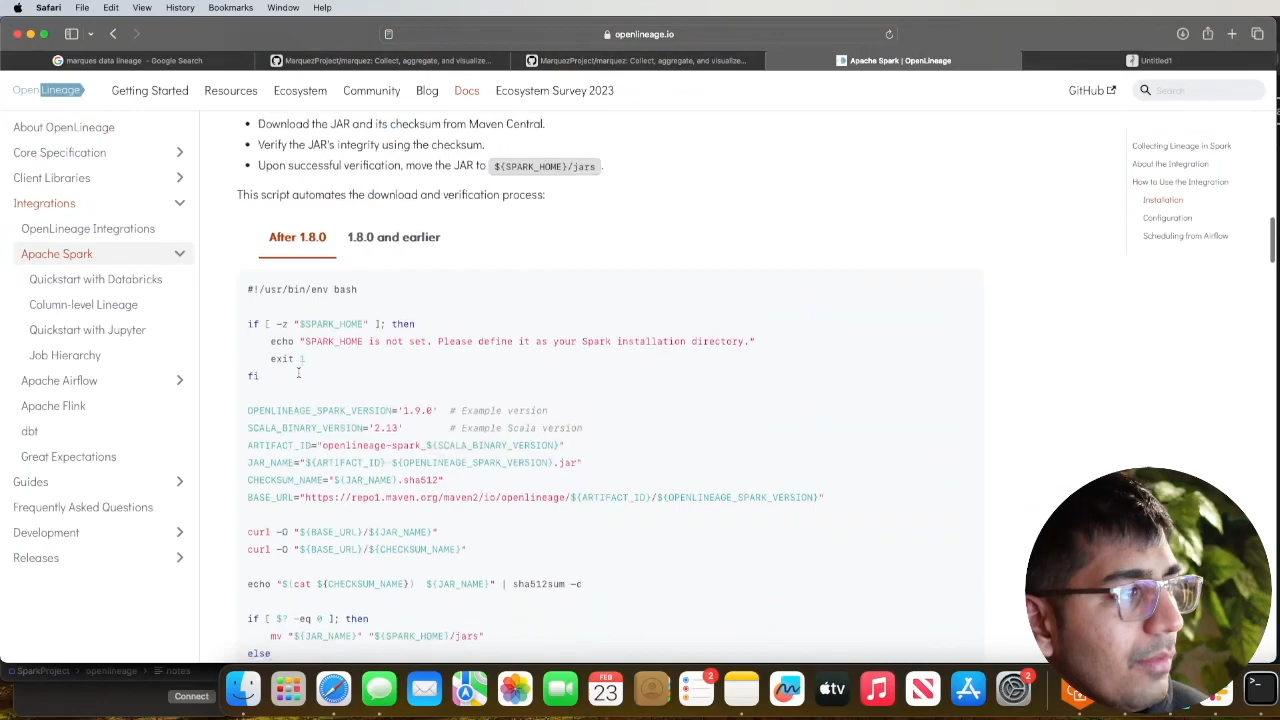 Safari File Edit View History Bookmarks Window Help
openlineage.io
marques data lineage - Google Search
MarquezProject/marquez: Collect, aggregate, and visualize...
MarquezProject/marquez: Collect, aggregate, and visualize...
Apache Spark | OpenLineage
Untitled1
OpenLineage Getting Started Resources Ecosystem Community Blog Docs Ecosystem Survey 2023 GitHub Search
About OpenLineage
Core Specification
Client Libraries
Integrations
OpenLineage Integrations
Apache Spark
Quickstart with Databricks
Column-level Lineage
Quickstart with Jupyter
Job Hierarchy
Apache Airflow
Apache Flink
dbt
Great Expectations
Guides
Frequently Asked Questions
Development
Releases
• Download the JAR and its checksum from Maven Central.
• Verify the JAR's integrity using the checksum.
• Upon successful verification, move the JAR to ${SPARK_HOME}/jars.
This script automates the download and verification process:
After 1.8.0 1.8.0 and earlier
#!/usr/bin/env bash
if [ -z "$SPARK_HOME" ]; then
echo "SPARK_HOME is not set. Please define it as your Spark installation directory."
exit 1
fi
OPENLINEAGE_SPARK_VERSION='1.9.0' # Example version
SCALA_BINARY_VERSION='2.13' # Example Scala version
ARTIFACT_ID="openlineage-spark_${SCALA_BINARY_VERSION}"
JAR_NAME="${ARTIFACT_ID}-${OPENLINEAGE_SPARK_VERSION}.jar"
CHECKSUM_NAME="${JAR_NAME}.sha512"
BASE_URL="https://repo1.maven.org/maven2/io/openlineage/${ARTIFACT_ID}/${OPENLINEAGE_SPARK_VERSION}"
curl -O "${BASE_URL}/${JAR_NAME}"
curl -O "${BASE_URL}/${CHECKSUM_NAME}"
echo "$(cat ${CHECKSUM_NAME}) ${JAR_NAME}" | sha512sum -c
if [ $? -eq 0 ]; then
mv "${JAR_NAME}" "${SPARK_HOME}/jars"
else
Collecting Lineage in Spark
About the Integration
How to Use the Integration
Installation
Configuration
Scheduling from Airflow
SparkProject openlineage notes
Connect
FEB
23
2
tv
2